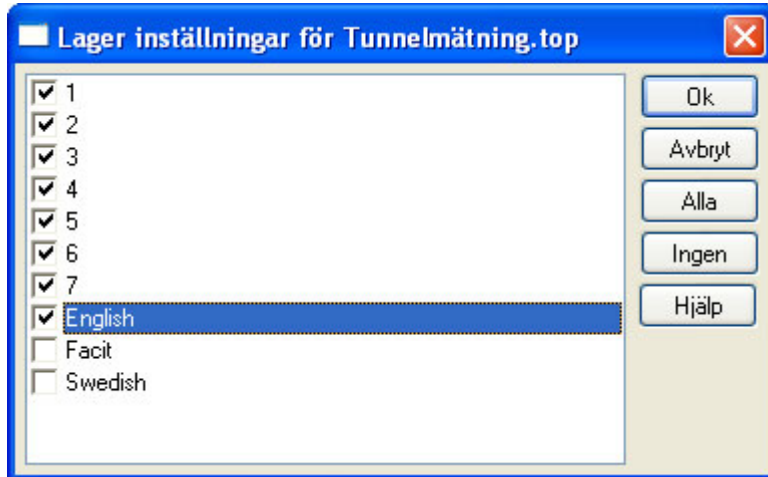 Lager inställningar för Tunnelmätning.top
1
2
3
4
5
6
7
English
Facit
Swedish
Ok
Avbryt
Alla
Ingen
Hjälp